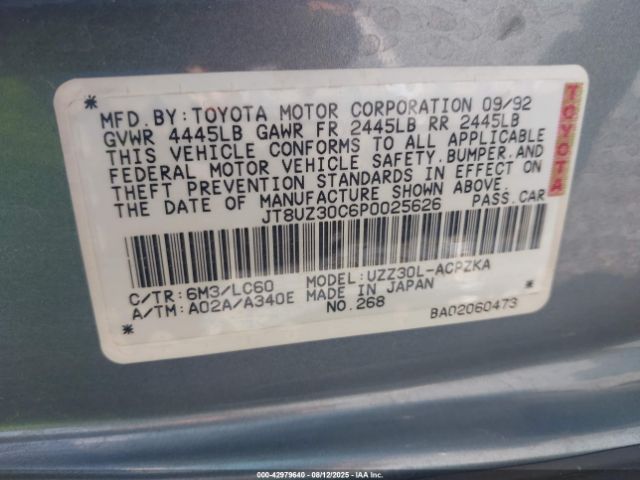 MFD.BY:TOYOTA MOTOR CORPORATION 09/92
GVWR 4445LB GAWR FR 2445LB RR 2445LB
THIS VEHICLE CONFORMS TO ALL APPLICABLE
FEDERAL MOTOR VEHICLE SAFETY,BUMPER,AND
THEFT PREVENTION STANDARDS IN EFFECT ON
THE DATE OF MANUFACTURE SHOWN ABOVE.
JT8UZ30C6P0025626 PASS.CAR
C/TR:6M3/LC60 MODEL:UZZ30L-ACPZKA
A/TM:A02A/A340E MADE IN JAPAN
NO.268 BA02060473
TOYOTA
000-42979640 - 08/12/2025 - IAA Inc.